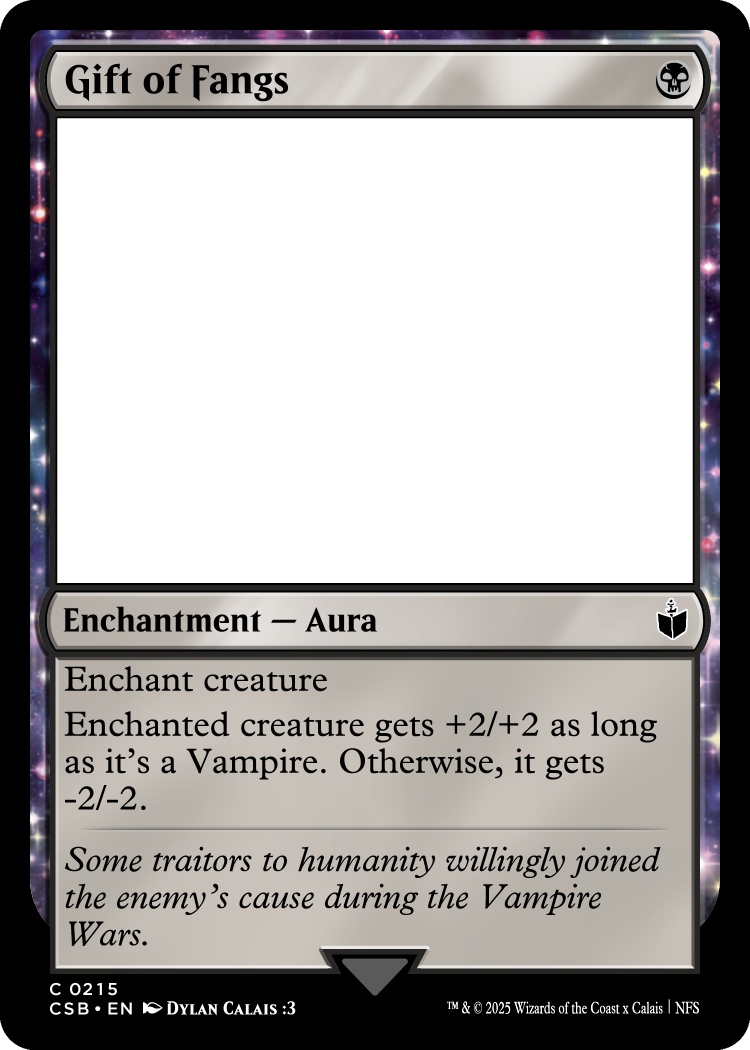 Gift of Fangs
Enchantment — Aura
Enchant creature
Enchanted creature gets +2/+2 as long
as it's a Vampire. Otherwise, it gets
-2/-2.
Some traitors to humanity willingly joined
the enemy's cause during the Vampire
Wars.
C 0215
CSB • EN Dylan Calais :3
™ & © 2025 Wizards of the Coast x Calais | NFS